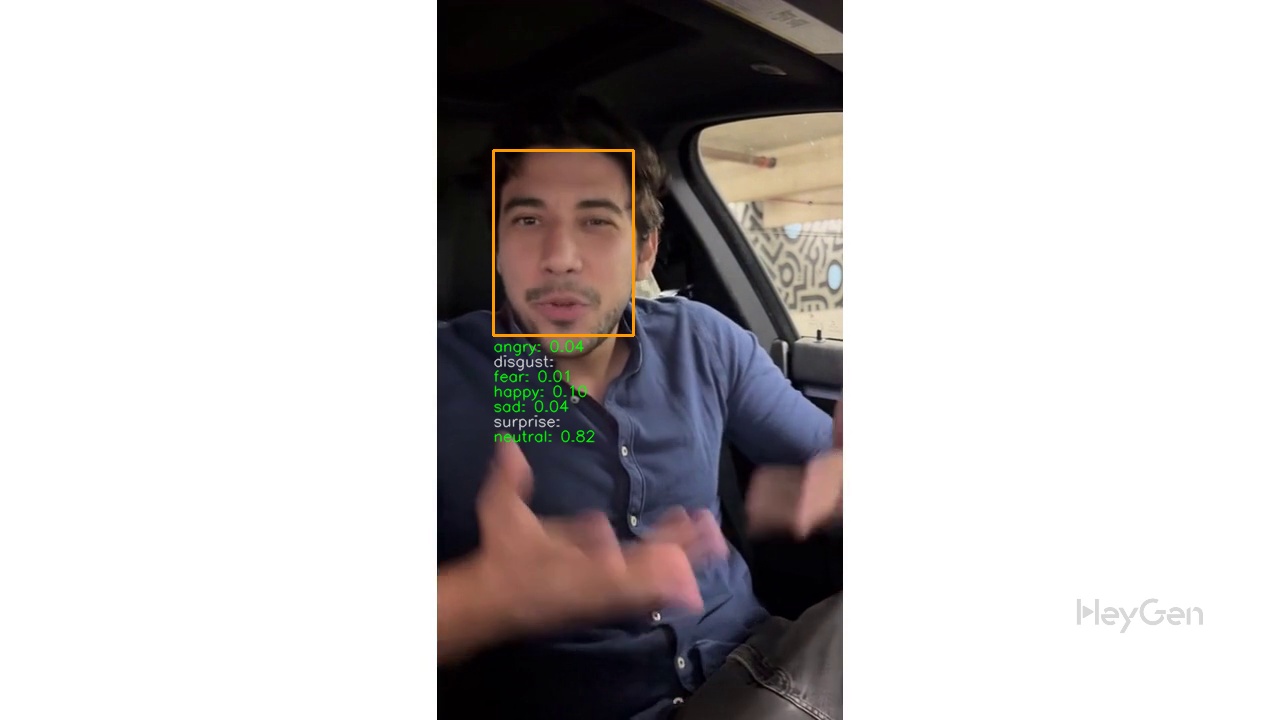 angry: 0.04
disgust:
fear: 0.01
happy: 0.10
sad: 0.04
surprise:
neutral: 0.82
HeyGen